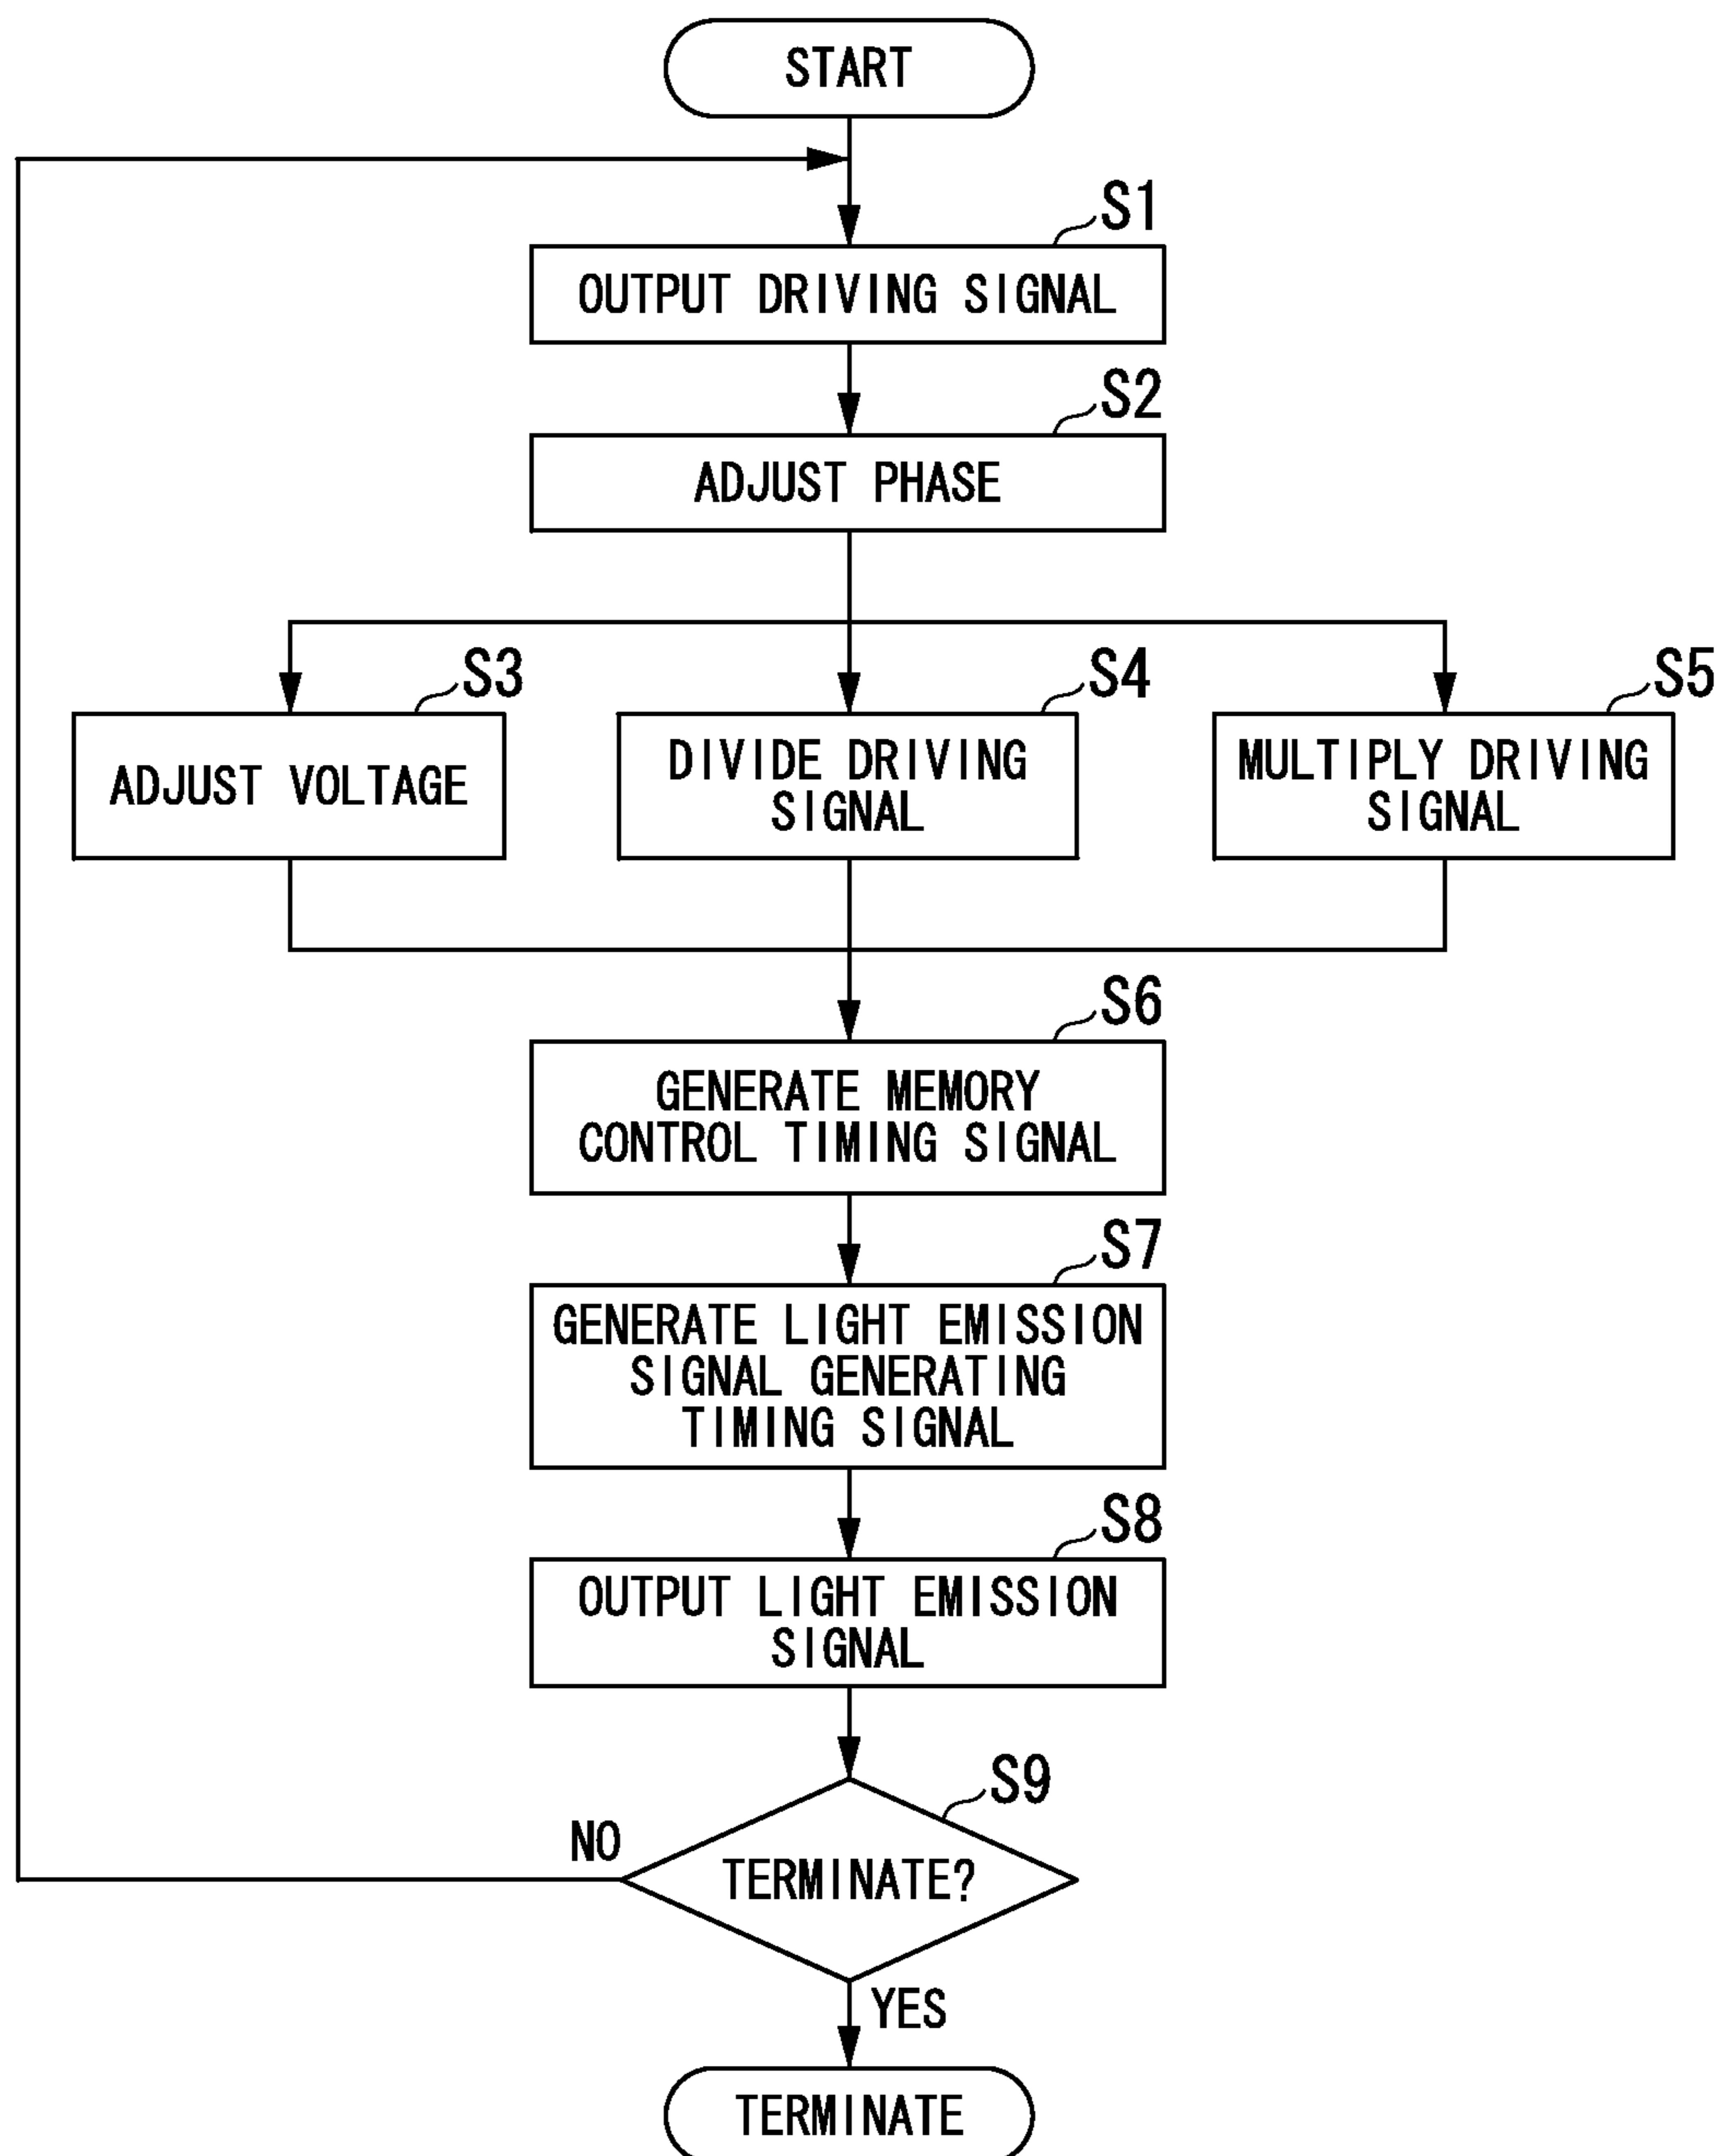 START
S1
OUTPUT DRIVING SIGNAL
S2
ADJUST PHASE
S3
ADJUST VOLTAGE
S4
DIVIDE DRIVING
SIGNAL
S5
MULTIPLY DRIVING
SIGNAL
S6
GENERATE MEMORY
CONTROL TIMING SIGNAL
S7
GENERATE LIGHT EMISSION
SIGNAL GENERATING
TIMING SIGNAL
S8
OUTPUT LIGHT EMISSION
SIGNAL
S9
NO
TERMINATE?
YES
TERMINATE